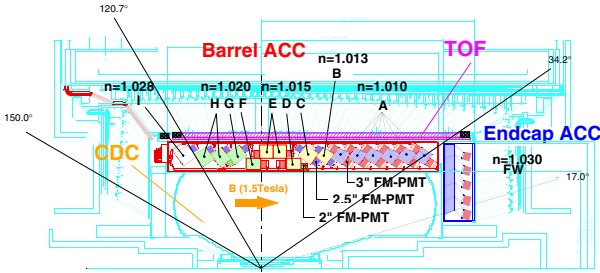 120.7°
Barrel ACC
TOF
n=1.013
B
34.2°
n=1.028
I
n=1.020
H G F
n=1.015
E D C
n=1.010
A
150.0°
Endcap ACC
CDC
n=1.030
FW
17.0°
B (1.5Tesla)
3" FM-PMT
2.5" FM-PMT
2" FM-PMT